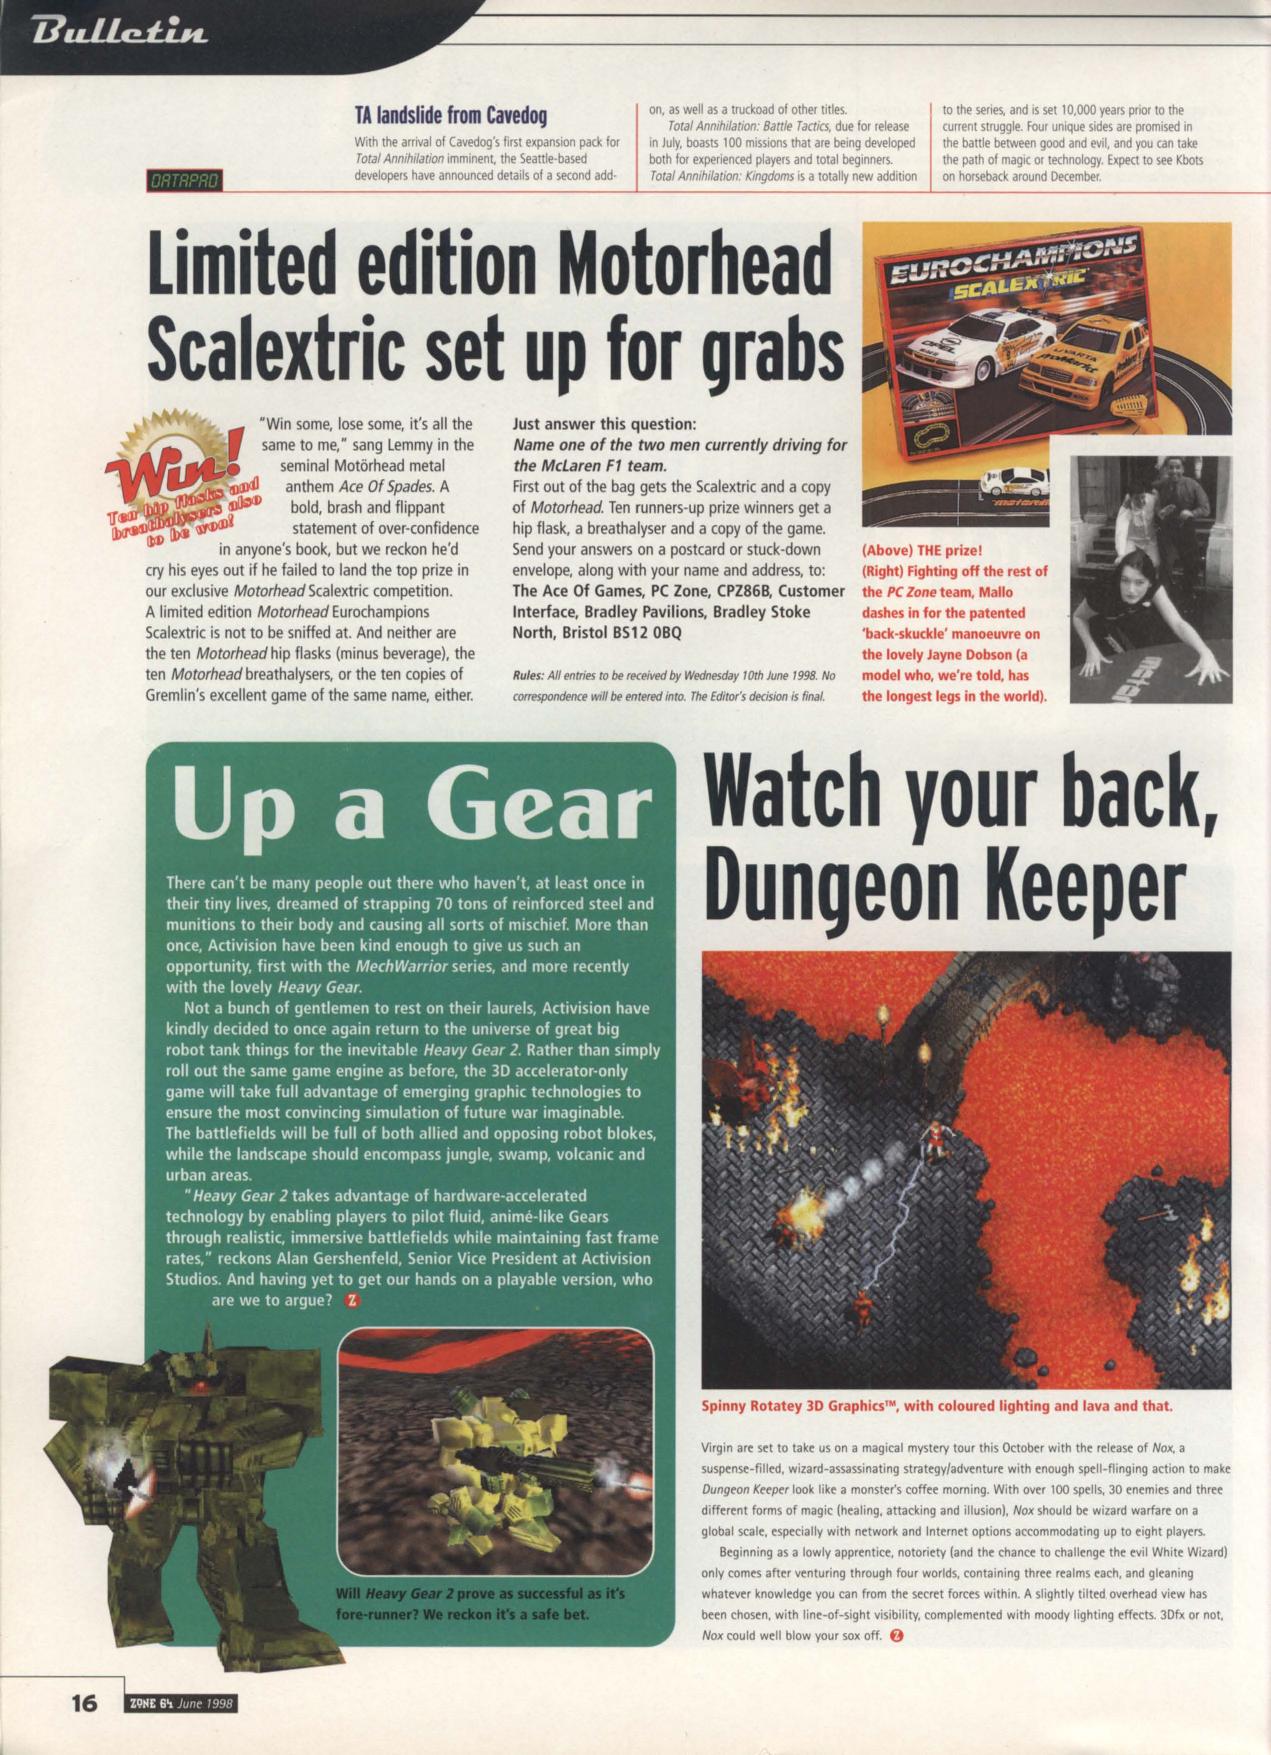 Bulletin
TA landslide from Cavedog
With the arrival of Cavedog's first expansion pack for
Total Annihilation imminent, the Seattle-based
developers have announced details of a second add-
on, as well as a truckoad of other titles.
Total Annihilation: Battle Tactics, due for release
in July, boasts 100 missions that are being developed
both for experienced players and total beginners.
Total Annihilation: Kingdoms is a totally new addition
to the series, and is set 10,000 years prior to the
current struggle. Four unique sides are promised in
the battle between good and evil, and you can take
the path of magic or technology. Expect to see Kbots
on horseback around December.
DATAPAD
Limited edition Motorhead
Scalextric set up for grabs
Win!
Ten hip flasks and
breathalysers also
to be won!
"Win some, lose some, it's all the
same to me," sang Lemmy in the
seminal Motörhead metal
anthem Ace Of Spades. A
bold, brash and flippant
statement of over-confidence
in anyone's book, but we reckon he'd
cry his eyes out if he failed to land the top prize in
our exclusive Motorhead Scalextric competition.
A limited edition Motorhead Eurochampions
Scalextric is not to be sniffed at. And neither are
the ten Motorhead hip flasks (minus beverage), the
ten Motorhead breathalysers, or the ten copies of
Gremlin's excellent game of the same name, either.
Just answer this question:
Name one of the two men currently driving for
the McLaren F1 team.
First out of the bag gets the Scalextric and a copy
of Motorhead. Ten runners-up prize winners get a
hip flask, a breathalyser and a copy of the game.
Send your answers on a postcard or stuck-down
envelope, along with your name and address, to:
The Ace Of Games, PC Zone, CPZ86B, Customer
Interface, Bradley Pavilions, Bradley Stoke
North, Bristol BS12 0BQ
Rules: All entries to be received by Wednesday 10th June 1998. No
correspondence will be entered into. The Editor's decision is final.
EUROCHAMPIONS
SCALEXTRIC
OPEL
VARTA
ProMarkt
motorhead
(Above) THE prize!
(Right) Fighting off the rest of
the PC Zone team, Mallo
dashes in for the patented
'back-skuckle' manoeuvre on
the lovely Jayne Dobson (a
model who, we're told, has
the longest legs in the world).
Up a Gear
There can't be many people out there who haven't, at least once in
their tiny lives, dreamed of strapping 70 tons of reinforced steel and
munitions to their body and causing all sorts of mischief. More than
once, Activision have been kind enough to give us such an
opportunity, first with the MechWarrior series, and more recently
with the lovely Heavy Gear.
Not a bunch of gentlemen to rest on their laurels, Activision have
kindly decided to once again return to the universe of great big
robot tank things for the inevitable Heavy Gear 2. Rather than simply
roll out the same game engine as before, the 3D accelerator-only
game will take full advantage of emerging graphic technologies to
ensure the most convincing simulation of future war imaginable.
The battlefields will be full of both allied and opposing robot blokes,
while the landscape should encompass jungle, swamp, volcanic and
urban areas.
"Heavy Gear 2 takes advantage of hardware-accelerated
technology by enabling players to pilot fluid, animé-like Gears
through realistic, immersive battlefields while maintaining fast frame
rates," reckons Alan Gershenfeld, Senior Vice President at Activision
Studios. And having yet to get our hands on a playable version, who
are we to argue? Z
Will Heavy Gear 2 prove as successful as it's
fore-runner? We reckon it's a safe bet.
Watch your back,
Dungeon Keeper
Spinny Rotatey 3D Graphics™, with coloured lighting and lava and that.
Virgin are set to take us on a magical mystery tour this October with the release of Nox, a
suspense-filled, wizard-assassinating strategy/adventure with enough spell-flinging action to make
Dungeon Keeper look like a monster's coffee morning. With over 100 spells, 30 enemies and three
different forms of magic (healing, attacking and illusion), Nox should be wizard warfare on a
global scale, especially with network and Internet options accommodating up to eight players.
Beginning as a lowly apprentice, notoriety (and the chance to challenge the evil White Wizard)
only comes after venturing through four worlds, containing three realms each, and gleaning
whatever knowledge you can from the secret forces within. A slightly tilted overhead view has
been chosen, with line-of-sight visibility, complemented with moody lighting effects. 3Dfx or not,
Nox could well blow your sox off. Z
16
ZONE 64 June 1998